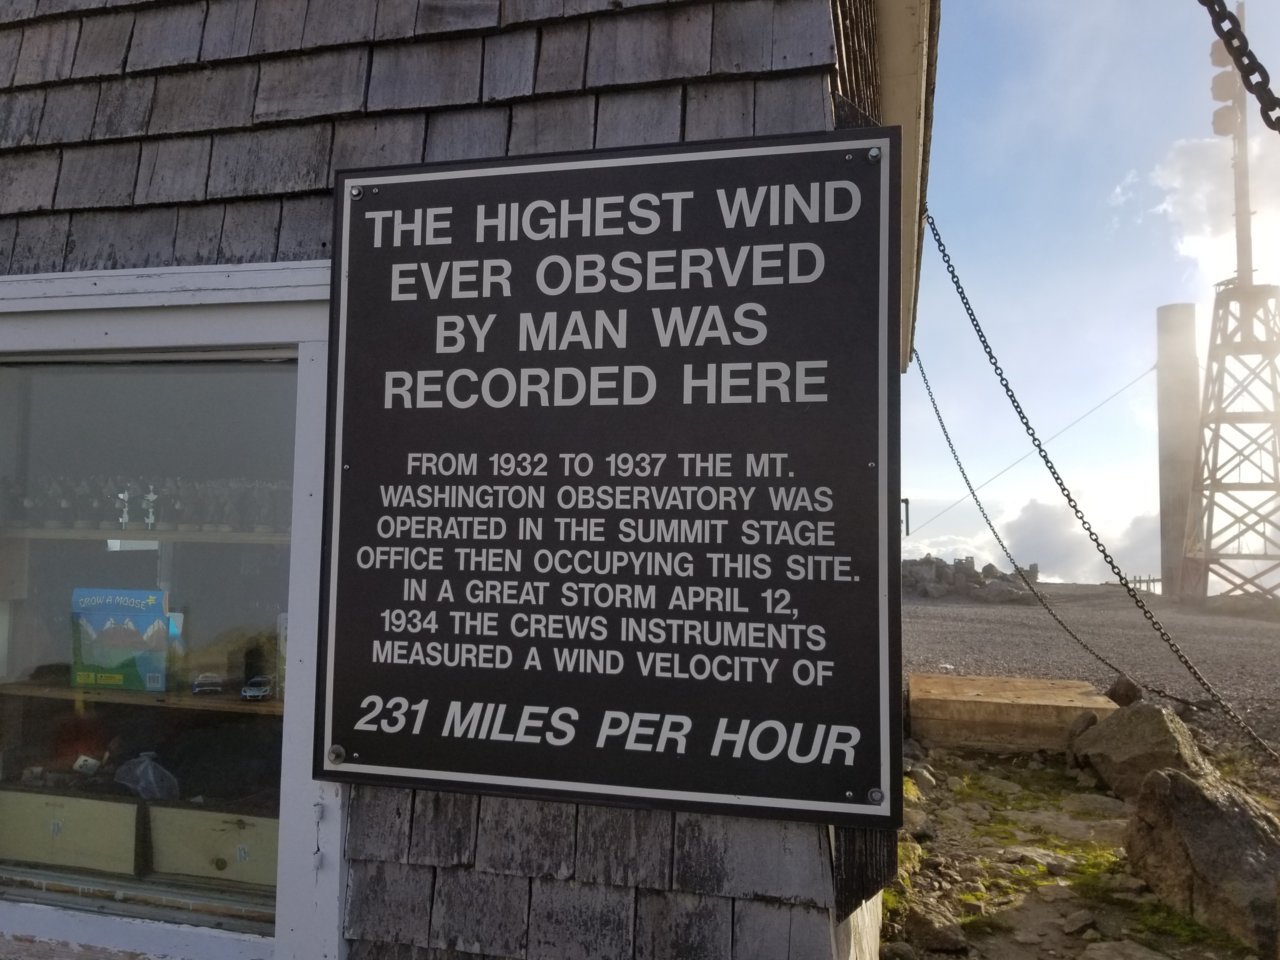 THE HIGHEST WIND
EVER OBSERVED
BY MAN WAS
RECORDED HERE
FROM 1932 TO 1937 THE MT.
WASHINGTON OBSERVATORY WAS
OPERATED IN THE SUMMIT STAGE
OFFICE THEN OCCUPYING THIS SITE.
IN A GREAT STORM APRIL 12,
1934 THE CREWS INSTRUMENTS
MEASURED A WIND VELOCITY OF
231 MILES PER HOUR
GROW A MOOSE